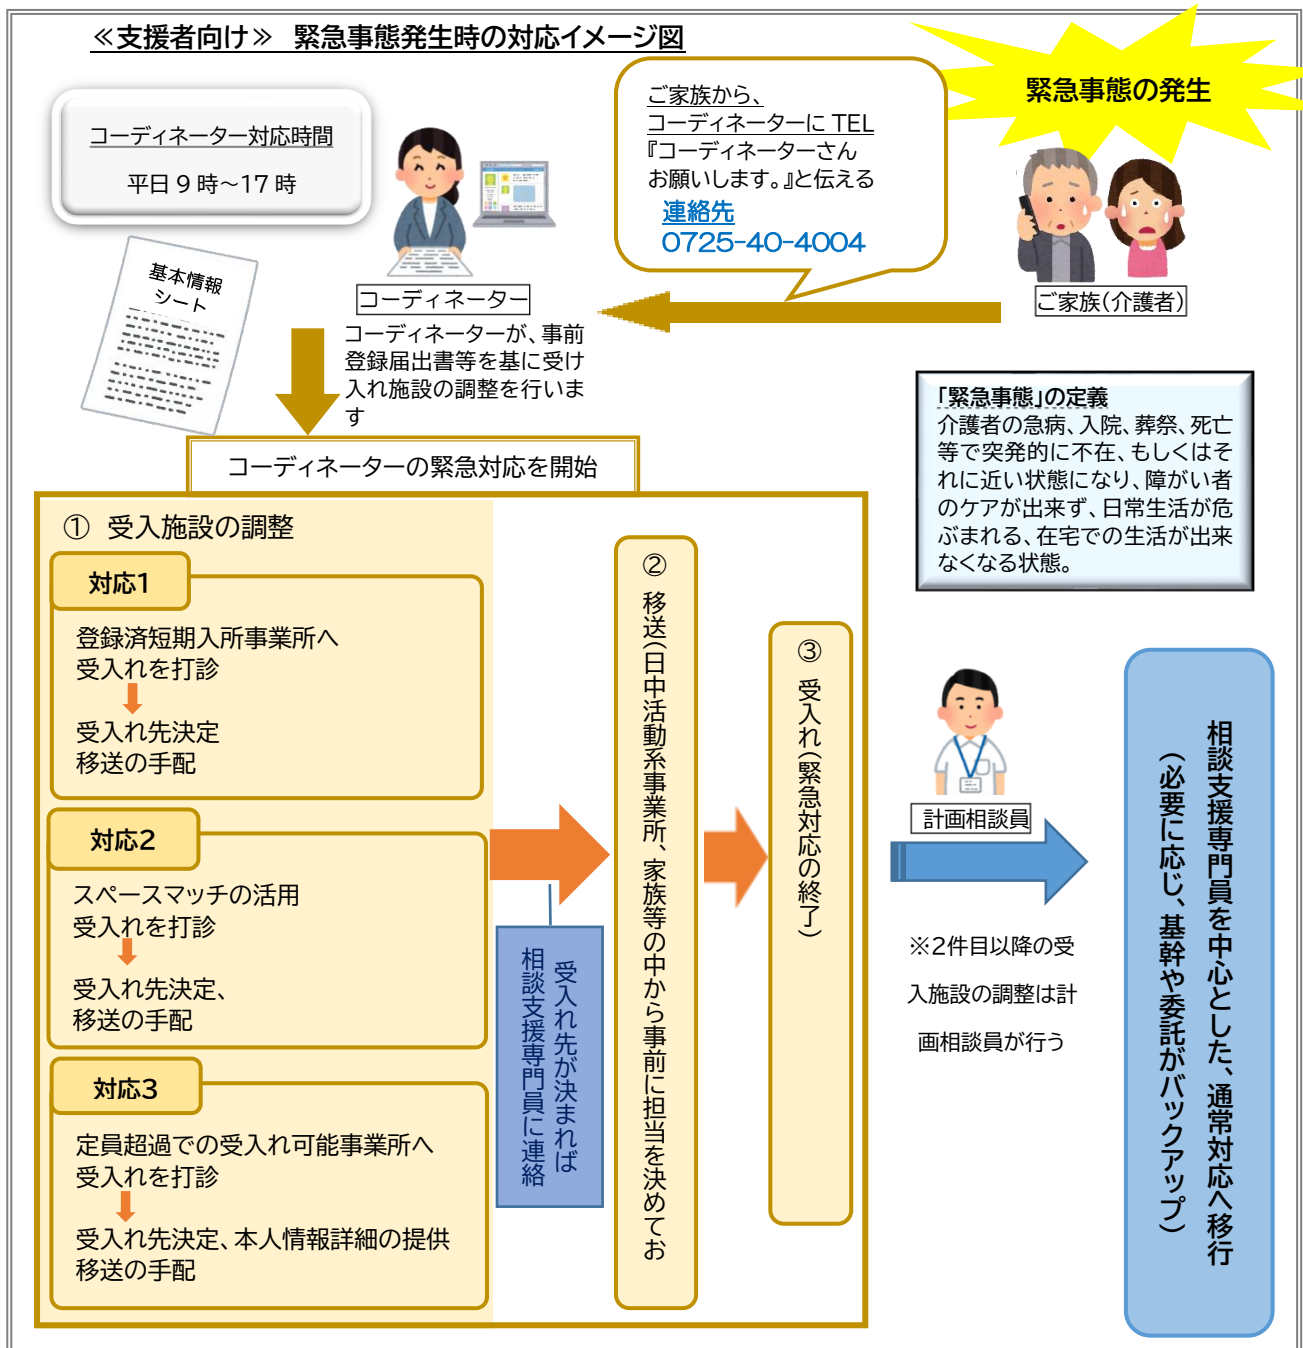 ≪支援者向け≫ 緊急事態発生時の対応イメージ図
緊急事態の発生
ご家族から、
コーディネーターに TEL
『コーディネーターさん
お願いします。』と伝える
連絡先
0725-40-4004
コーディネーター対応時間
平日 9 時～17 時
基本情報
シート
コーディネーター
ご家族(介護者)
コーディネーターが、事前
登録届出書等を基に受け
入れ施設の調整を行いま
す
「緊急事態」の定義
介護者の急病、入院、葬祭、死亡
等で突発的に不在、もしくはそ
れに近い状態になり、障がい者
のケアが出来ず、日常生活が危
ぶまれる、在宅での生活が出来
なくなる状態。
コーディネーターの緊急対応を開始
① 受入施設の調整
対応1
登録済短期入所事業所へ
受入れを打診
受入れ先決定
移送の手配
対応2
スペースマッチの活用
受入れを打診
受入れ先決定、
移送の手配
対応3
定員超過での受入れ可能事業所へ
受入れを打診
受入れ先決定、本人情報詳細の提供
移送の手配
受入れ先が決まれば
相談支援専門員に連絡
② 移送(日中活動系事業所、家族等の中から事前に担当を決めてお
③ 受入れ(緊急対応の終了)
計画相談員
※2件目以降の受
入施設の調整は計
画相談員が行う
相談支援専門員を中心とした、通常対応へ移行
(必要に応じ、基幹や委託がバックアップ)